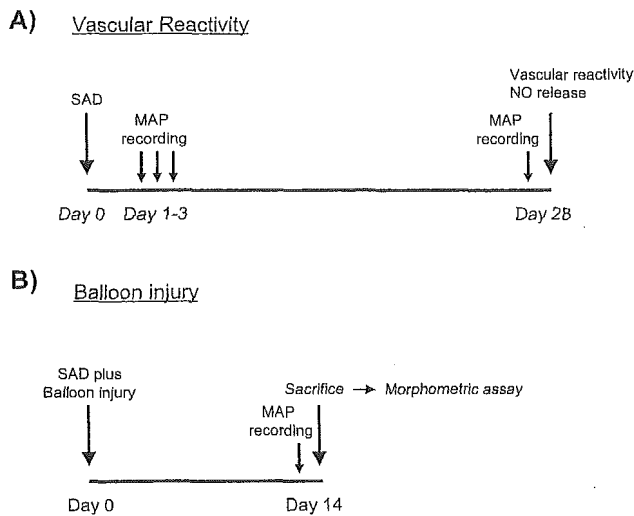 A) Vascular Reactivity
Vascular reactivity
NO release
SAD
MAP
recording
MAP
recording
Day 0 Day 1-3 Day 28
B) Balloon injury
SAD plus
Balloon injury
Sacrifice → Morphometric assay
MAP
recording
Day 0 Day 14